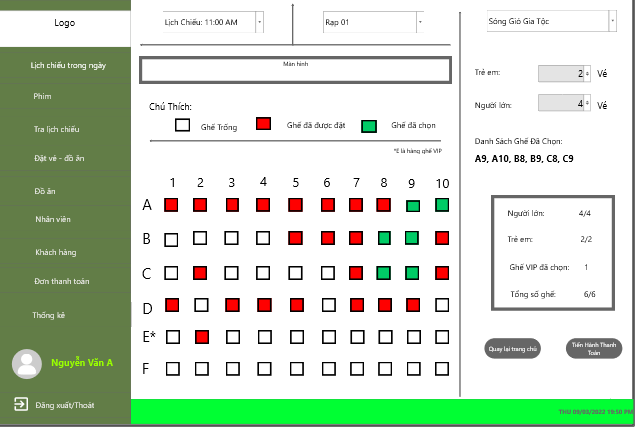 Logo
Lịch chiếu trong ngày
Phim
Tra lịch chiếu
Đặt vé - đồ ăn
Đồ ăn
Nhân viên
Khách hàng
Đơn thanh toán
Thống kê
Nguyễn Văn A
Đăng xuất/Thoát
Lịch Chiếu: 11:00 AM
Rạp 01
Màn hình
Chú Thích:
Ghế Trống
Ghế đã được đặt
Ghế đã chọn
*E là hàng ghế VIP
1 2 3 4 5 6 7 8 9 10
A
B
C
D
E*
F
Sóng Gió Gia Tộc
Trẻ em: 2 Vé
Người lớn: 4 Vé
Danh Sách Ghế Đã Chọn:
A9, A10, B8, B9, C8, C9
Người lớn: 4/4
Trẻ em: 2/2
Ghế VIP đã chọn: 1
Tổng số ghế: 6/6
Quay lại trang chủ
Tiến Hành Thanh
Toán
THU 09/03/2022 19:50 PM